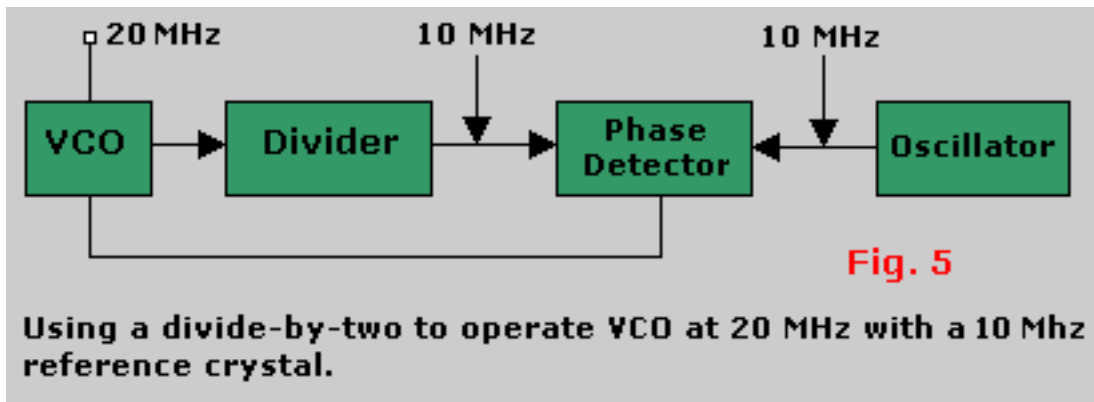 20 MHz
10 MHz
10 MHz
VCO
Divider
Phase
Detector
Oscillator
Fig. 5
Using a divide-by-two to operate VCO at 20 MHz with a 10 Mhz
reference crystal.